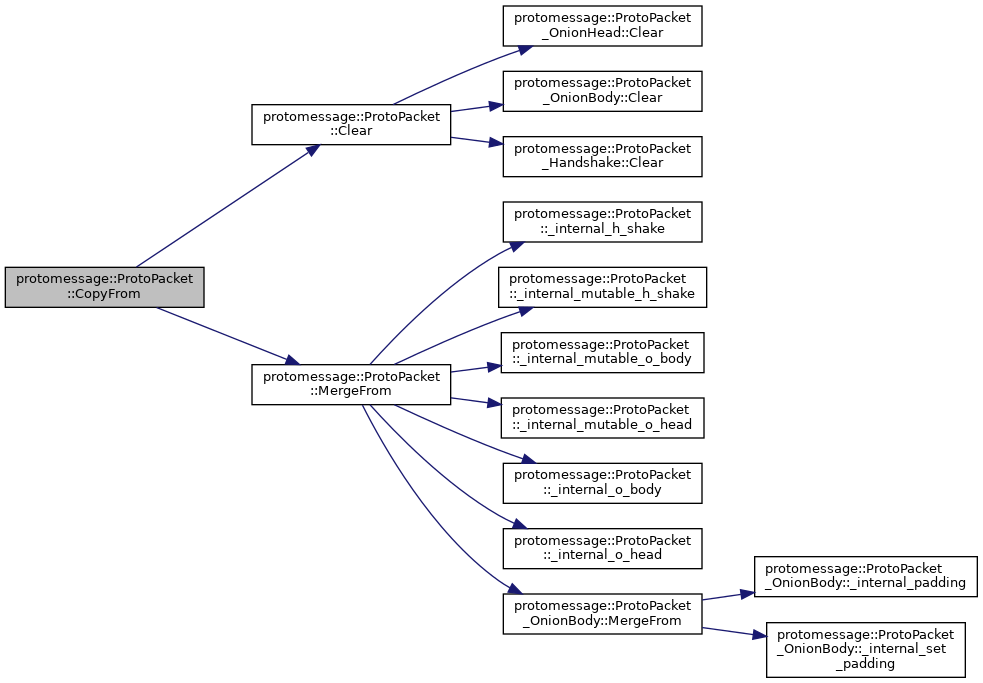 protomessage::ProtoPacket
_OnionHead::Clear
protomessage::ProtoPacket
_OnionBody::Clear
protomessage::ProtoPacket
::Clear
protomessage::ProtoPacket
_Handshake::Clear
protomessage::ProtoPacket
::_internal_h_shake
protomessage::ProtoPacket
::CopyFrom
protomessage::ProtoPacket
::_internal_mutable_h_shake
protomessage::ProtoPacket
::_internal_mutable_o_body
protomessage::ProtoPacket
::MergeFrom
protomessage::ProtoPacket
::_internal_mutable_o_head
protomessage::ProtoPacket
::_internal_o_body
protomessage::ProtoPacket
::_internal_o_head
protomessage::ProtoPacket
_OnionBody::MergeFrom
protomessage::ProtoPacket
_OnionBody::_internal_padding
protomessage::ProtoPacket
_OnionBody::_internal_set
_padding